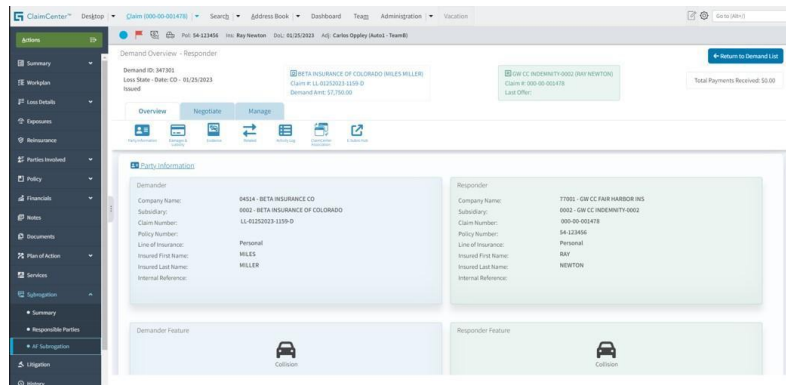 ClaimCenter™ Desktop Claim (000-00-001478) Search Address Book Dashboard Team Administration Vacation Go to (Alt+/)
Actions
Pol: 54-123456 Ins: Ray Newton DoL: 01/25/2023 Adj: Carlos Oppley (Auto1 - TeamB)
Summary
Workplan
Loss Details
Exposures
Reinsurance
Parties Involved
Policy
Financials
Notes
Documents
Plan of Action
Services
Subrogation
Summary
Responsible Parties
AF Subrogation
Litigation
History
Demand Overview - Responder
Return to Demand List
Demand ID: 347301
Loss State - Date: CO - 01/25/2023
Issued
BETA INSURANCE OF COLORADO (MILES MILLER)
Claim #: LL-01252023-1159-D
Demand Amt: $7,750.00
GW CC INDEMNITY-0002 (RAY NEWTON)
Claim #: 000-00-001478
Last Offer:
Total Payments Received: $0.00
Overview Negotiate Manage
Party Information
Damages & Liability
Evidence
Related
Activity Log
Party Information
Demander
Company Name: 04514 - BETA INSURANCE CO
Subsidiary: 0002 - BETA INSURANCE OF COLORADO
Claim Number: LL-01252023-1159-D
Policy Number:
Line of Insurance: Personal
Insured First Name: MILES
Insured Last Name: MILLER
Internal Reference:
Responder
Company Name: 77001 - GW CC FAIR HARBOR INS
Subsidiary: 0002 - GW CC INDEMNITY-0002
Claim Number: 000-00-001478
Policy Number: 54-123456
Line of Insurance: Personal
Insured First Name: RAY
Insured Last Name: NEWTON
Internal Reference:
Demander Feature
Collision
Responder Feature
Collision